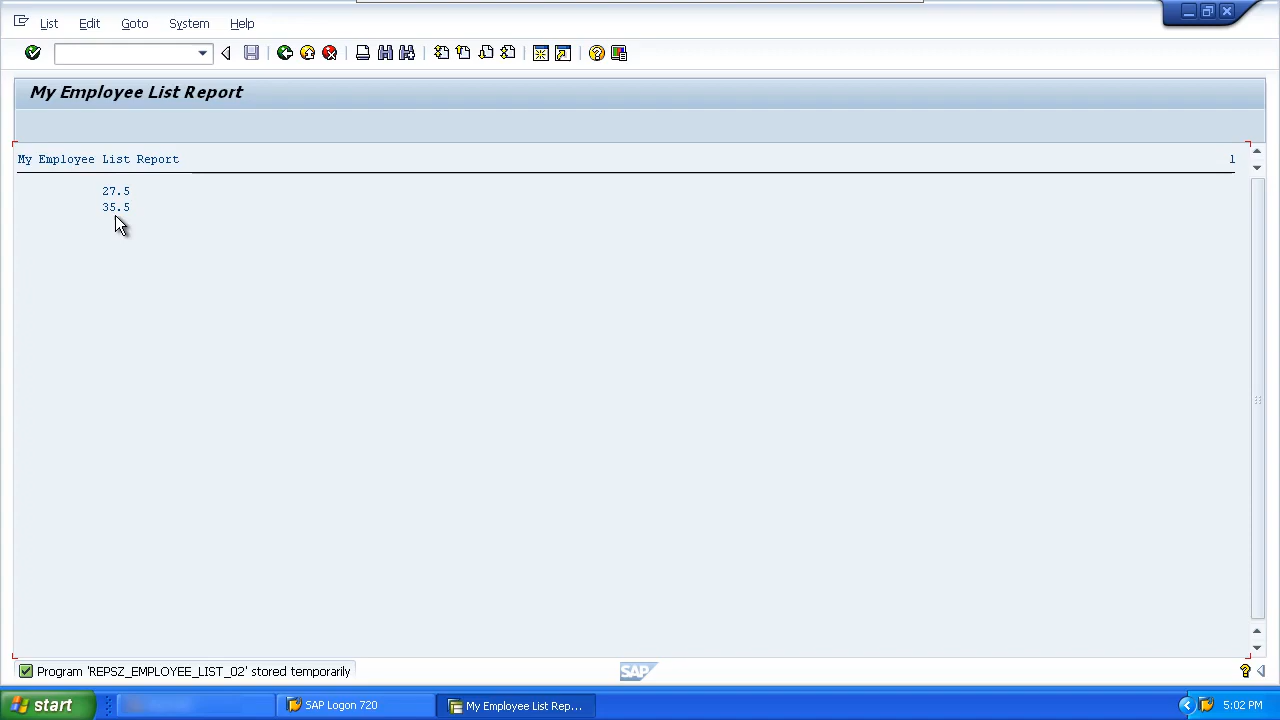 List Edit Goto System Help
My Employee List Report
My Employee List Report 1
27.5
35.5
Program 'REPSZ_EMPLOYEE_LIST_02' stored temporarily
SAP
start SAP Logon 720 My Employee List Rep... 5:02 PM